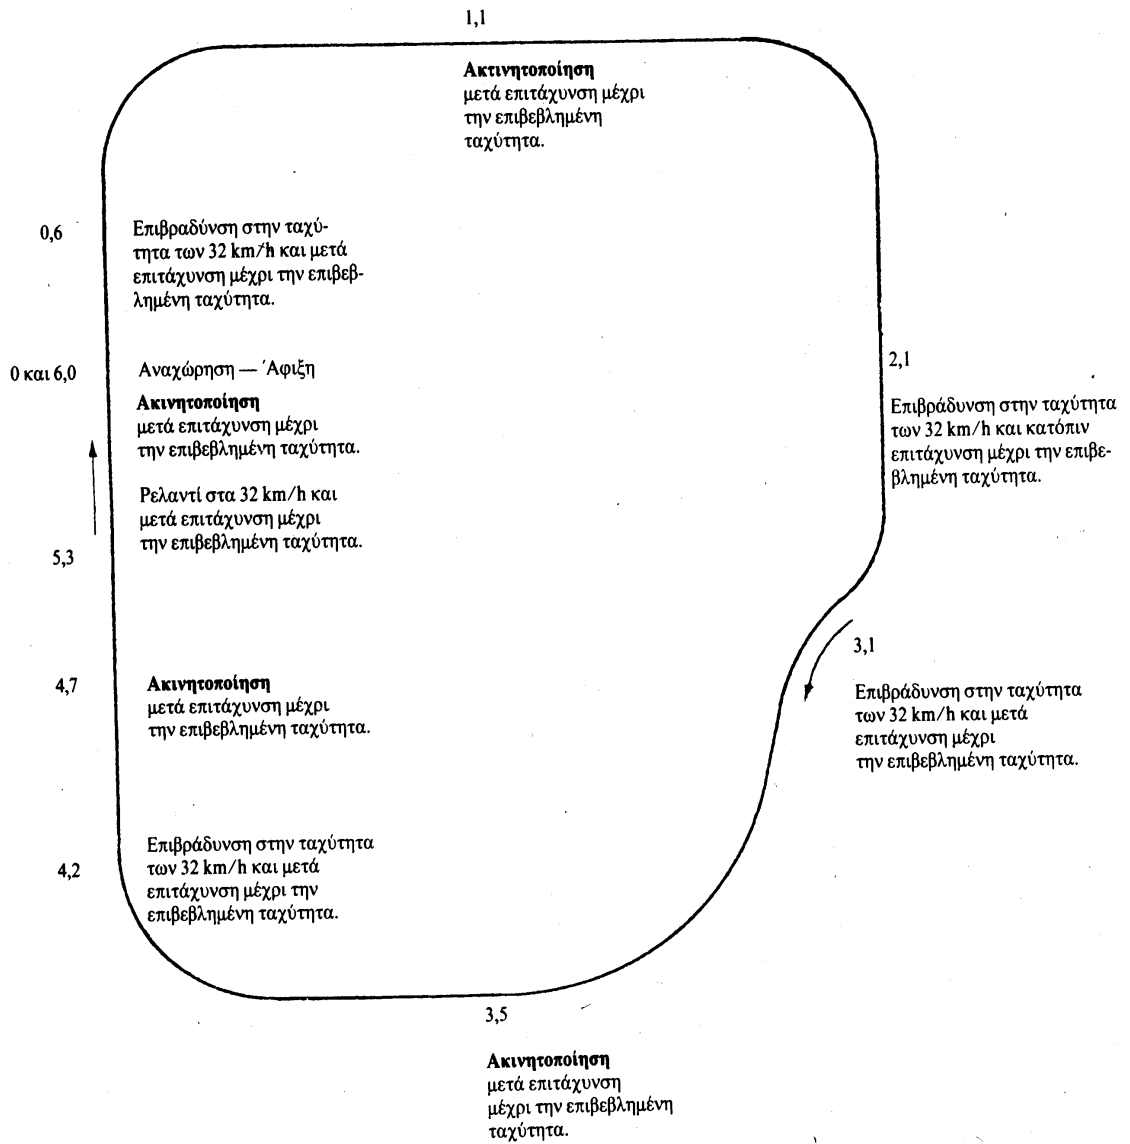 1,1
Ακτινητοποίηση
μετά επιτάχυνση μέχρι
την επιβεβλημένη
ταχύτητα.
0,6
Επιβραδύνση στην ταχύ-
τητα των 32 km/h και μετά
επιτάχυνση μέχρι την επιβεβ-
λημένη ταχύτητα.
0 και 6,0
Αναχώρηση — Άφιξη
Ακινητοποίηση
μετά επιτάχυνση μέχρι
την επιβεβλημένη ταχύτητα.
Ρελαντί στα 32 km/h και
μετά επιτάχυνση μέχρι
την επιβεβλημένη ταχύτητα.
5,3
2,1
Επιβράδυνση στην ταχύτητα
των 32 km/h και κατόπιν
επιτάχυνση μέχρι την επιβε-
βλημένη ταχύτητα.
3,1
Επιβράδυνση στην ταχύτητα
των 32 km/h και μετά
επιτάχυνση μέχρι
την επιβεβλημένη ταχύτητα.
4,7
Ακινητοποίηση
μετά επιτάχυνση μέχρι
την επιβεβλημένη ταχύτητα.
4,2
Επιβράδυνση στην ταχύτητα
των 32 km/h και μετά
επιτάχυνση μέχρι την
επιβεβλημένη ταχύτητα.
3,5
Ακινητοποίηση
μετά επιτάχυνση
μέχρι την επιβεβλημένη
ταχύτητα.